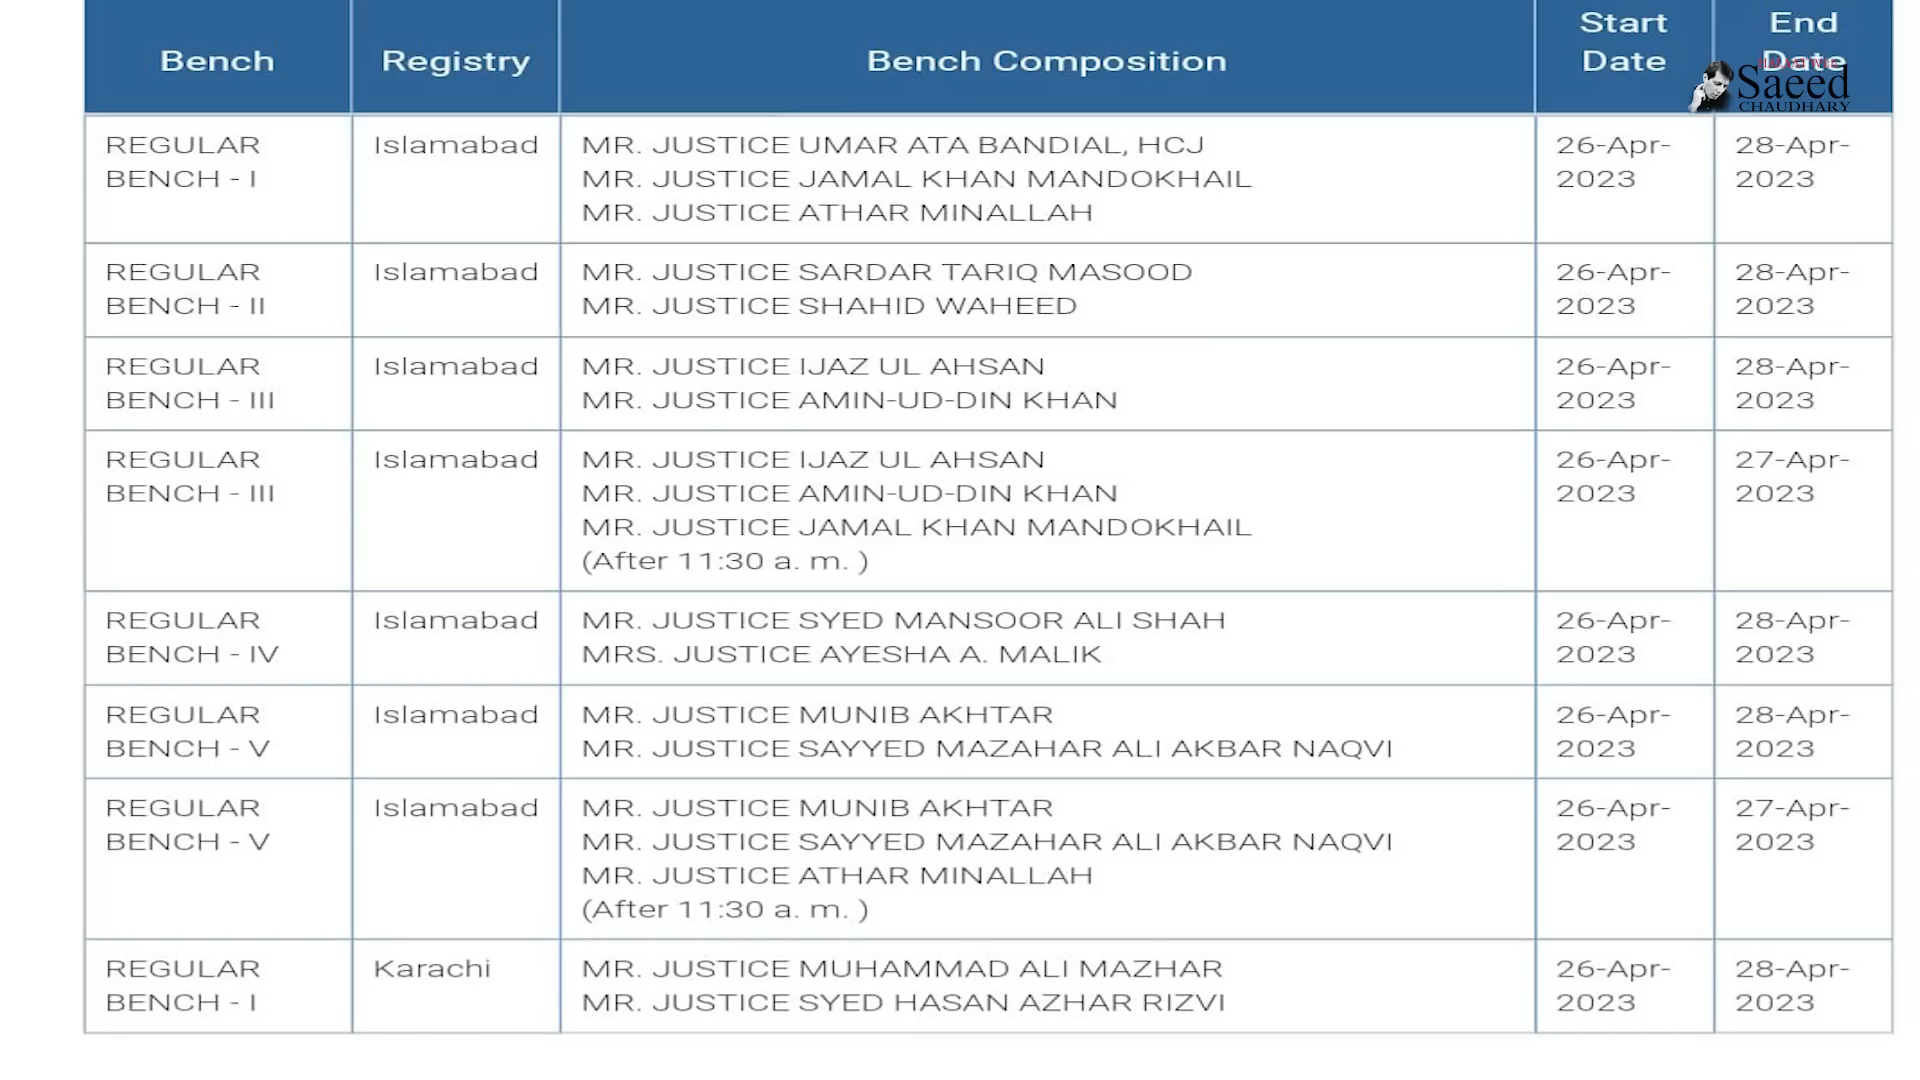 Bench Registry Bench Composition Start Date End Date
Saeed
CHAUDHARY
REGULAR BENCH - I Islamabad MR. JUSTICE UMAR ATA BANDIAL, HCJ 26-Apr-2023 28-Apr-2023
MR. JUSTICE JAMAL KHAN MANDOKHAIL
MR. JUSTICE ATHAR MINALLAH
REGULAR BENCH - II Islamabad MR. JUSTICE SARDAR TARIQ MASOOD 26-Apr-2023 28-Apr-2023
MR. JUSTICE SHAHID WAHEED
REGULAR BENCH - III Islamabad MR. JUSTICE IJAZ UL AHSAN 26-Apr-2023 28-Apr-2023
MR. JUSTICE AMIN-UD-DIN KHAN
REGULAR BENCH - III Islamabad MR. JUSTICE IJAZ UL AHSAN 26-Apr-2023 27-Apr-2023
MR. JUSTICE AMIN-UD-DIN KHAN
MR. JUSTICE JAMAL KHAN MANDOKHAIL
(After 11:30 a. m. )
REGULAR BENCH - IV Islamabad MR. JUSTICE SYED MANSOOR ALI SHAH 26-Apr-2023 28-Apr-2023
MRS. JUSTICE AYESHA A. MALIK
REGULAR BENCH - V Islamabad MR. JUSTICE MUNIB AKHTAR 26-Apr-2023 28-Apr-2023
MR. JUSTICE SAYYED MAZAHAR ALI AKBAR NAQVI
REGULAR BENCH - V Islamabad MR. JUSTICE MUNIB AKHTAR 26-Apr-2023 27-Apr-2023
MR. JUSTICE SAYYED MAZAHAR ALI AKBAR NAQVI
MR. JUSTICE ATHAR MINALLAH
(After 11:30 a. m. )
REGULAR BENCH - I Karachi MR. JUSTICE MUHAMMAD ALI MAZHAR 26-Apr-2023 28-Apr-2023
MR. JUSTICE SYED HASAN AZHAR RIZVI